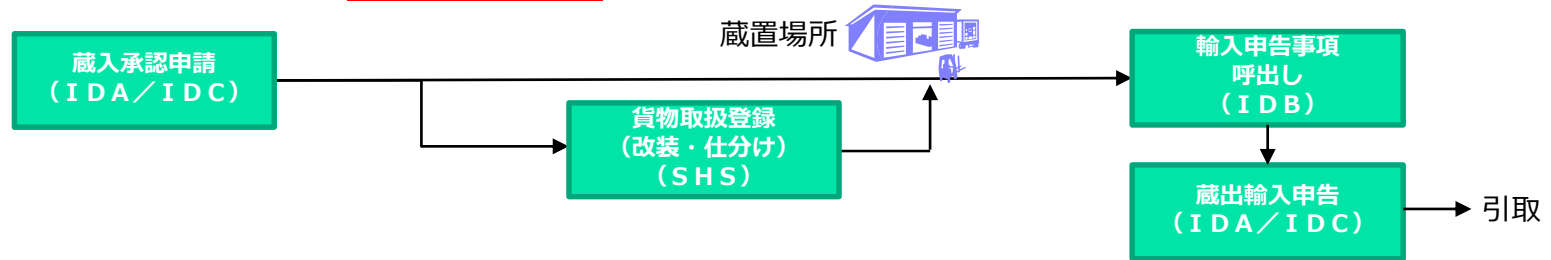 蔵置場所
蔵入承認申請
（ＩＤＡ／ＩＤＣ）
貨物取扱登録
（改装・仕分け）
（ＳＨＳ）
輸入申告事項
呼出し
（ＩＤＢ）
蔵出輸入申告
（ＩＤＡ／ＩＤＣ）
引取